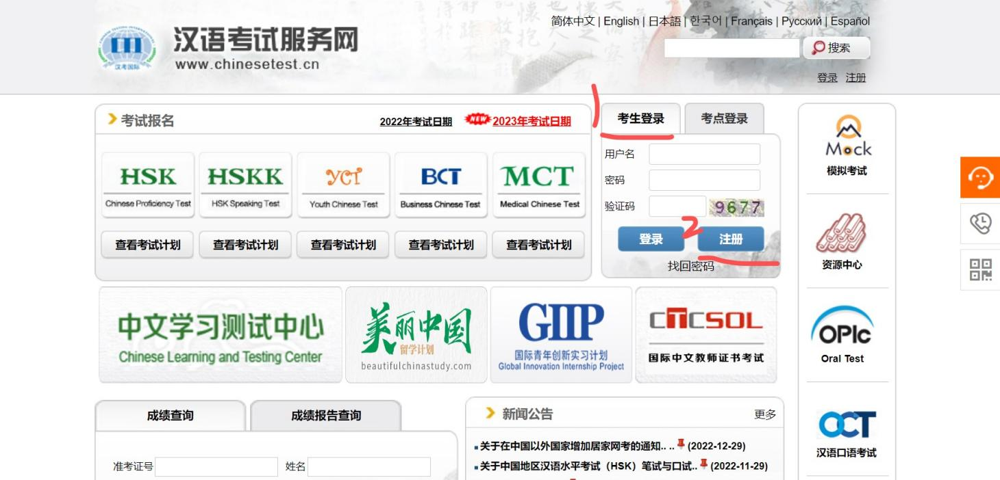 简体中文 | English | 日本語 | 한국어 | Français | Русский | Español
汉语考试服务网
www.chinesetest.cn
汉考国际
搜索
登录 注册
考试报名
2022年考试日期
NEW
2023年考试日期
HSK
Chinese Proficiency Test
HSKK
HSK Speaking Test
YCT
Youth Chinese Test
BCT
Business Chinese Test
MCT
Medical Chinese Test
查看考试计划
查看考试计划
查看考试计划
查看考试计划
查看考试计划
1
考生登录
考点登录
用户名
密码
验证码
9677
登录
2
注册
找回密码
Mock
模拟考试
资源中心
OPIc
Oral Test
OCT
汉语口语考试
中文学习测试中心
Chinese Learning and Testing Center
美丽中国
留学计划
beautifulchinastudy.com
GIIP
国际青年创新实习计划
Global Innovation Internship Project
CTCSOL
国际中文教师证书考试
成绩查询
成绩报告查询
准考证号
姓名
新闻公告
更多
关于在中国以外国家增加居家网考的通知.. .. (2022-12-29)
关于中国地区汉语水平考试（HSK）笔试与口试.. (2022-11-29)